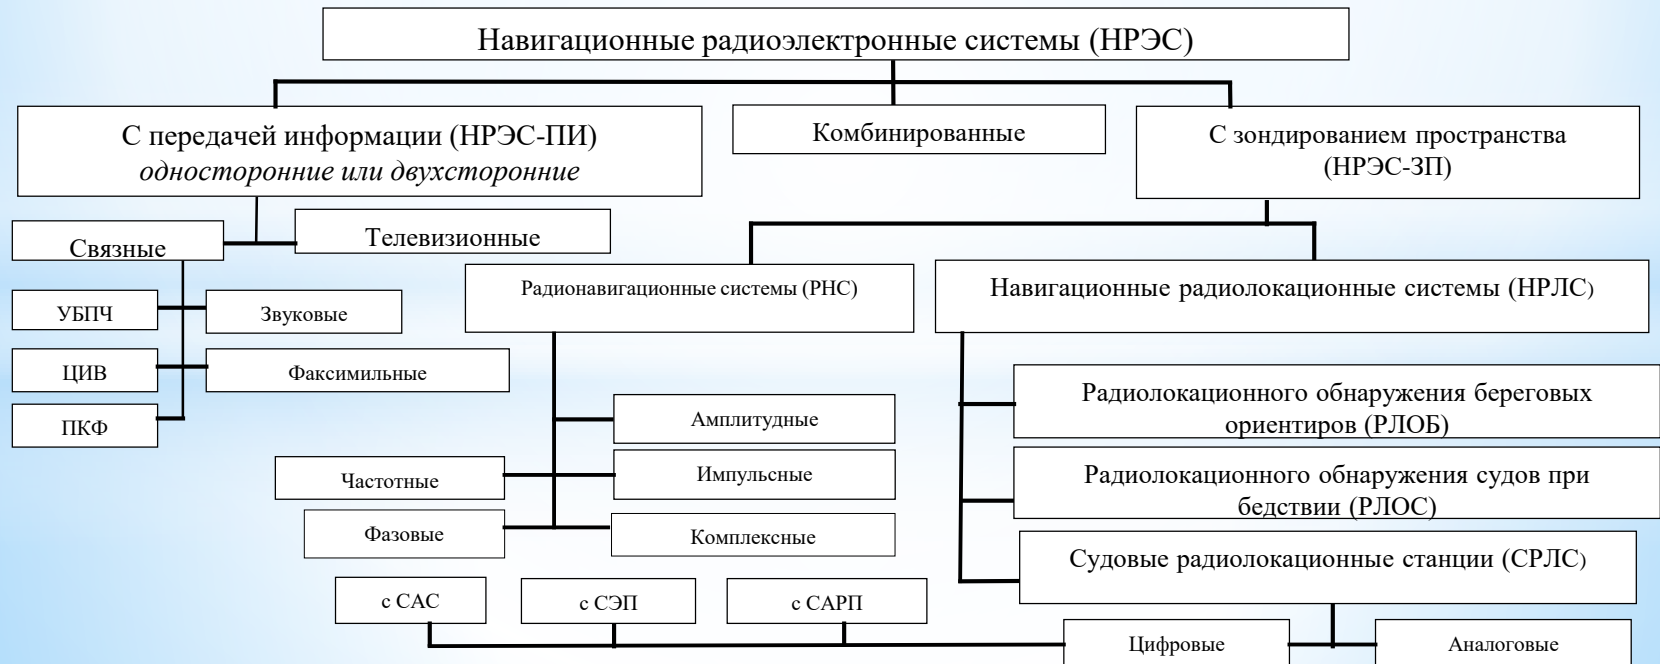 Навигационные радиоэлектронные системы (НРЭС)
С передачей информации (НРЭС-ПИ)
односторонние или двухсторонние
Комбинированные
С зондированием пространства
(НРЭС-ЗП)
Связные
Телевизионные
УБПЧ
Звуковые
ЦИВ
Факсимильные
ПКФ
Радионавигационные системы (РНС)
Навигационные радиолокационные системы (НРЛС)
Амплитудные
Частотные
Импульсные
Фазовые
Комплексные
Радиолокационного обнаружения береговых
ориентиров (РЛОБ)
Радиолокационного обнаружения судов при
бедствии (РЛОС)
Судовые радиолокационные станции (СРЛС)
с САС
с СЭП
с САРП
Цифровые
Аналоговые